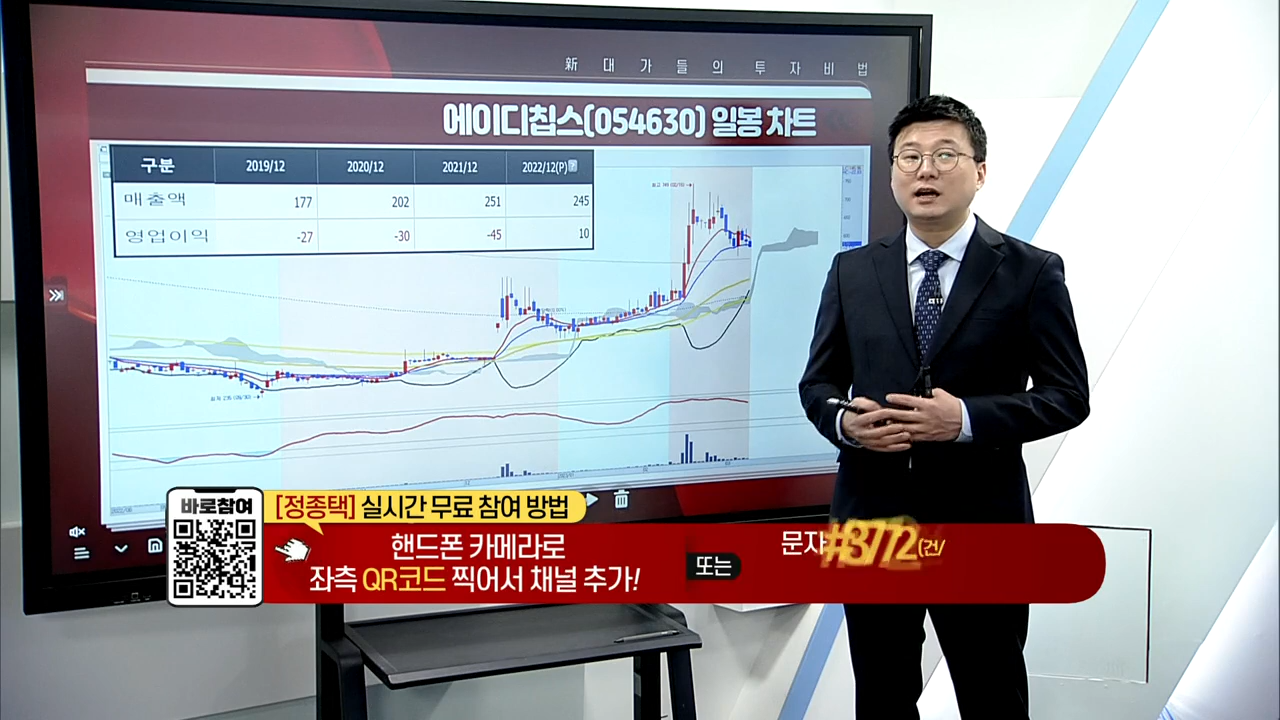 新 대 가 들 의 투 자 비 법
에이디칩스(054630) 일봉 차트
구분 2019/12 2020/12 2021/12 2022/12(P)
매출액 177 202 251 245
영업이익 -27 -30 -45 10
바로참여
[정종택] 실시간 무료 참여 방법
핸드폰 카메라로
좌측 QR코드 찍어서 채널 추가!
또는
문자 #3772 (건/